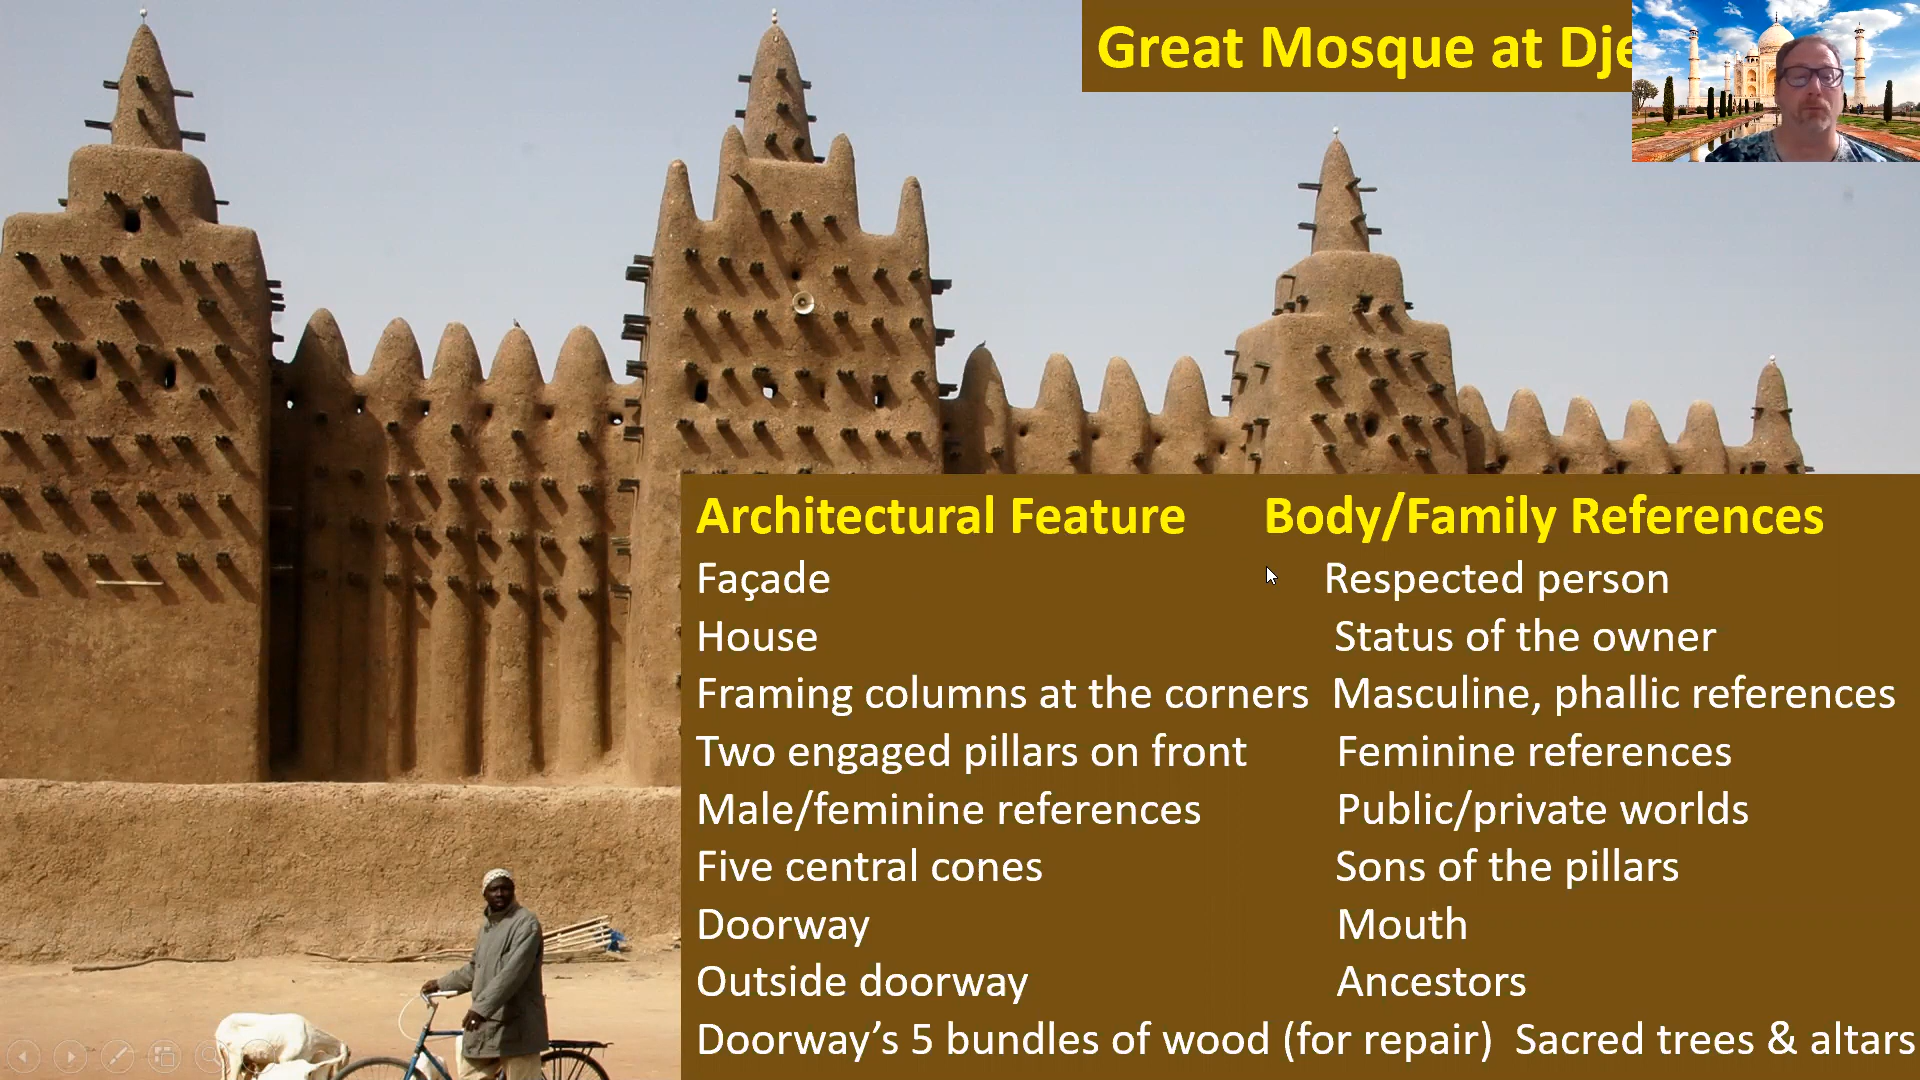 Great Mosque at Dje
Architectural Feature Body/Family References
Façade Respected person
House Status of the owner
Framing columns at the corners Masculine, phallic references
Two engaged pillars on front Feminine references
Male/feminine references Public/private worlds
Five central cones Sons of the pillars
Doorway Mouth
Outside doorway Ancestors
Doorway’s 5 bundles of wood (for repair) Sacred trees & altars